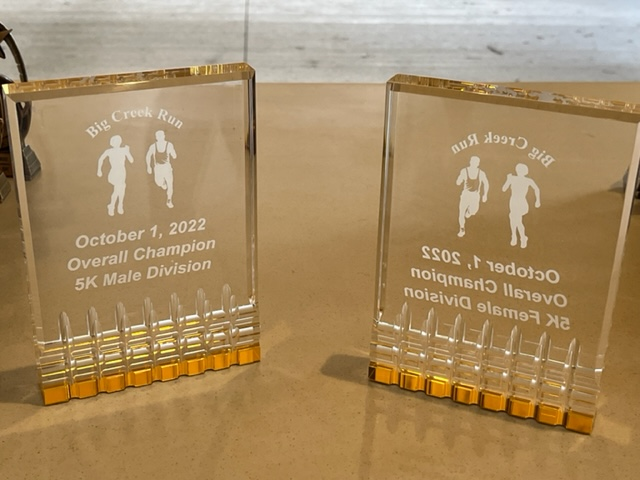 Big Creek Run
October 1, 2022
Overall Champion
5K Male Division
Big Creek Run
October 1, 2022
Overall Champion
5K Female Division